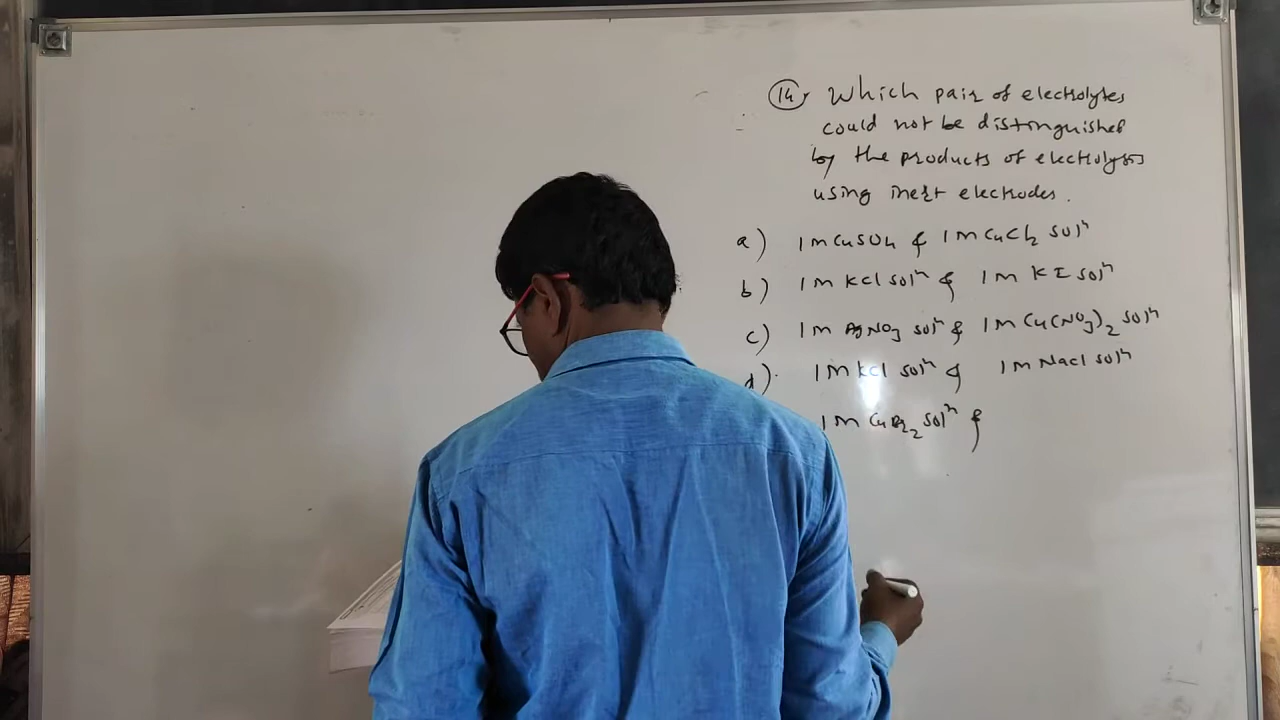 14. Which pair of electrolytes
could not be distinguished
by the products of electrolysis
using inert electrodes.
a) 1M CuSO4 & 1M CuCl2 solⁿ
b) 1M KCl solⁿ & 1M KI solⁿ
c) 1M AgNO3 solⁿ & 1M Cu(NO3)2 solⁿ
d) 1M KCl solⁿ & 1M NaCl solⁿ
1M CuBr2 solⁿ &